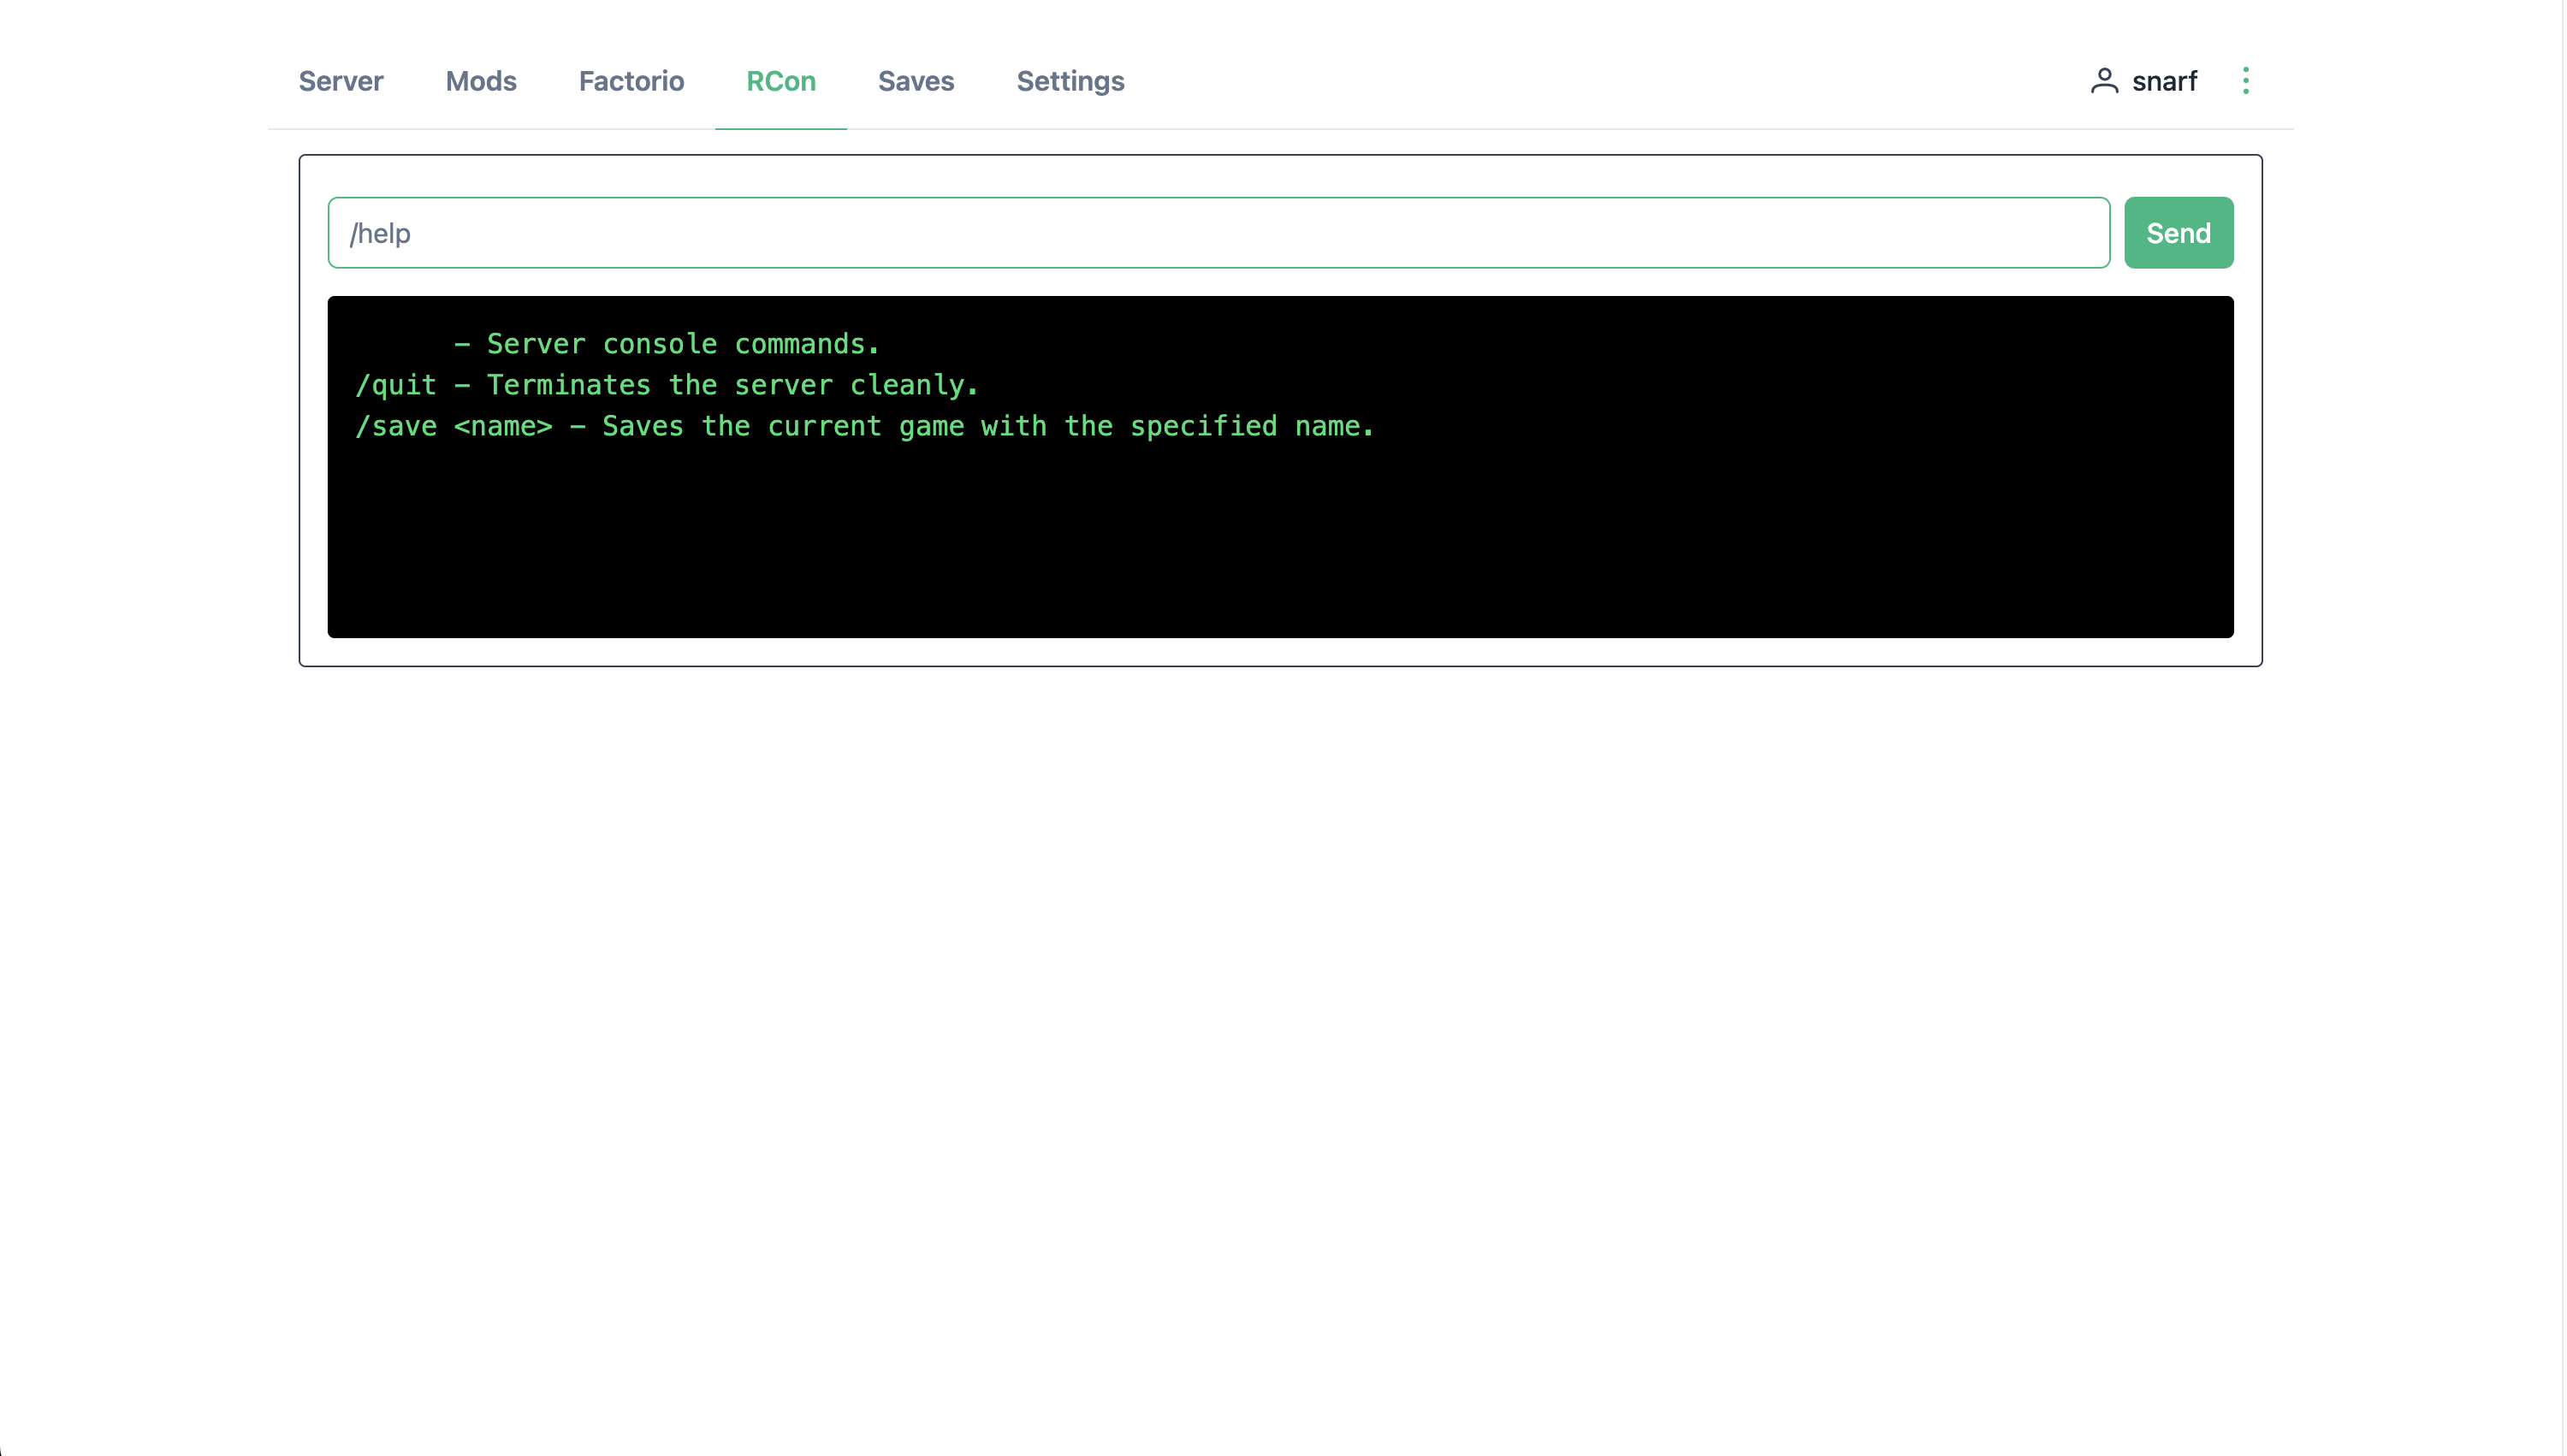 Server Mods Factorio RCon Saves Settings snarf
/help Send
- Server console commands.
/quit - Terminates the server cleanly.
/save <name> - Saves the current game with the specified name.